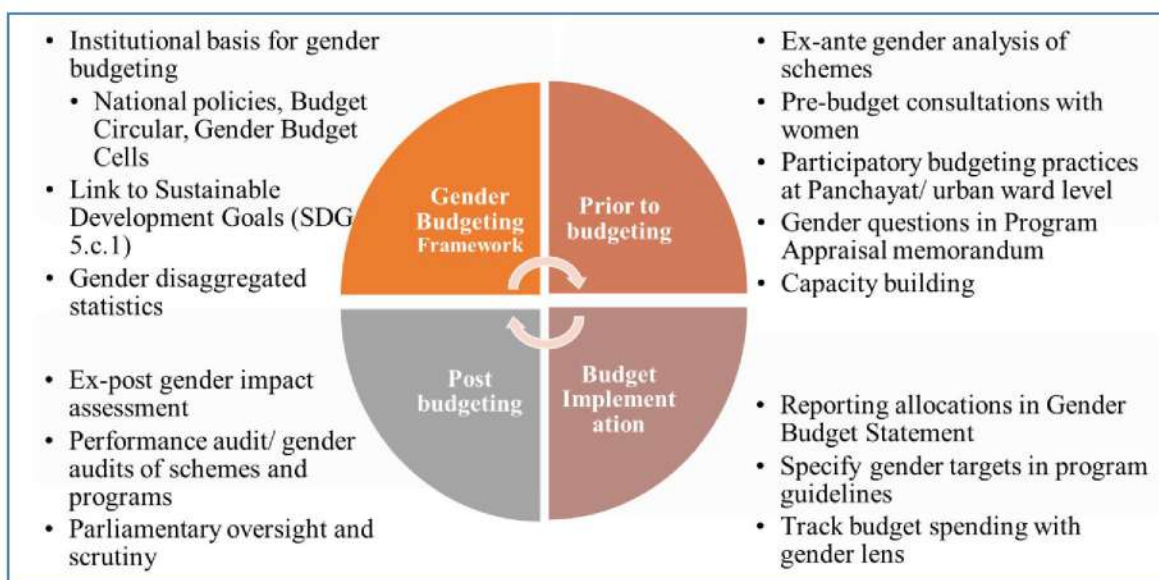 • Institutional basis for gender
budgeting
• National policies, Budget
Circular, Gender Budget
Cells
• Link to Sustainable
Development Goals (SDG
5.c.1)
• Gender disaggregated
statistics
Gender
Budgeting
Framework
Prior to
budgeting
• Ex-ante gender analysis of
schemes
• Pre-budget consultations with
women
• Participatory budgeting practices
at Panchayat/ urban ward level
• Gender questions in Program
Appraisal memorandum
• Capacity building
• Ex-post gender impact
assessment
• Performance audit/ gender
audits of schemes and
programs
• Parliamentary oversight and
scrutiny
Post
budgeting
Budget
Implement
ation
• Reporting allocations in Gender
Budget Statement
• Specify gender targets in program
guidelines
• Track budget spending with
gender lens